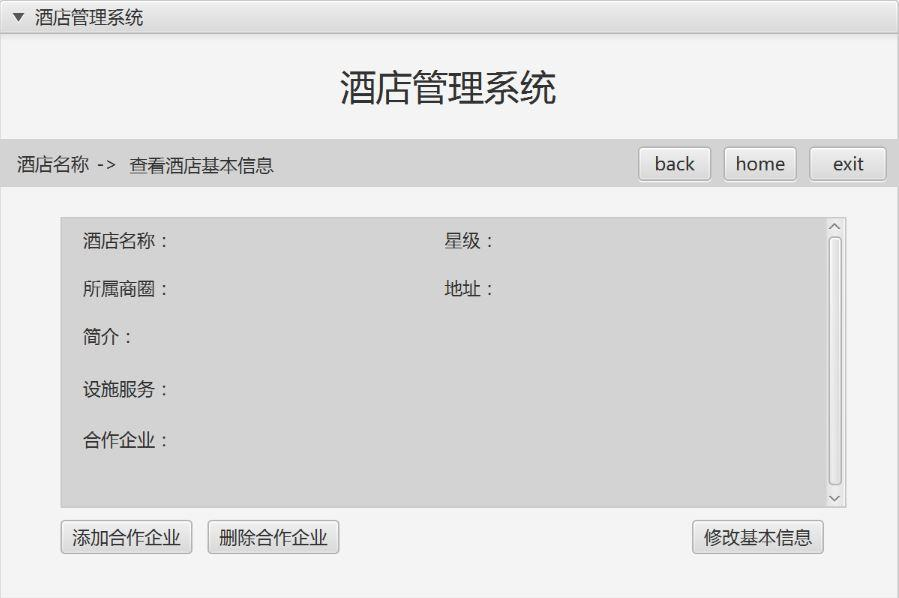 酒店管理系统
酒店管理系统
酒店名称 -> 查看酒店基本信息 back home exit
酒店名称： 星级：
所属商圈： 地址：
简介：
设施服务：
合作企业：
添加合作企业 删除合作企业 修改基本信息